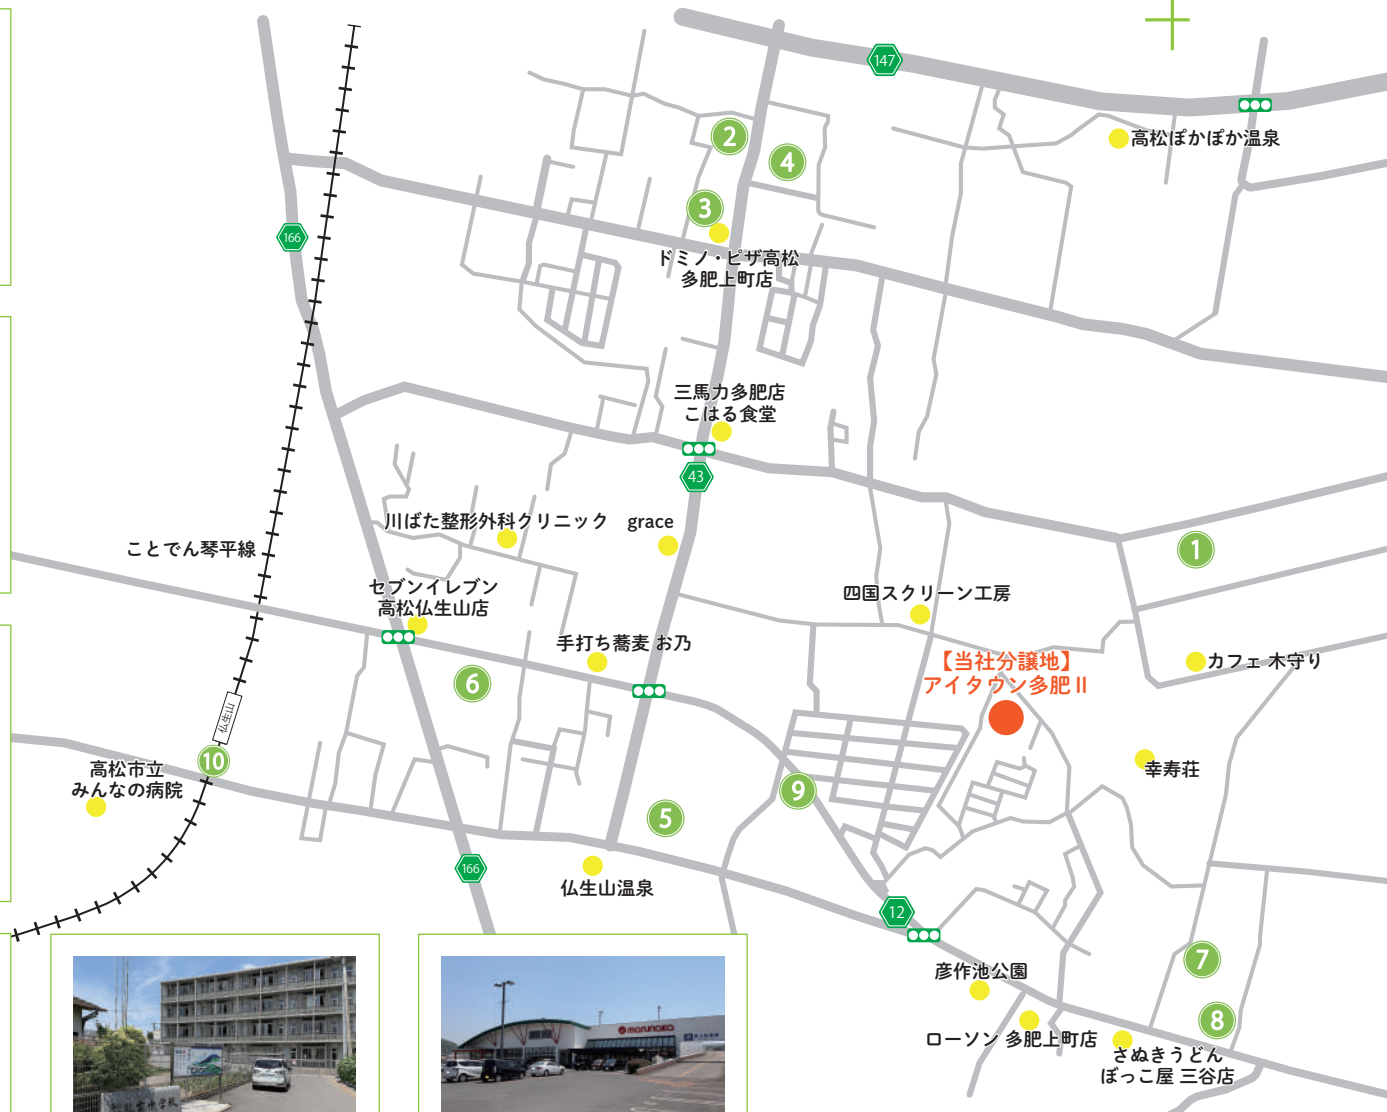 147
2
高松ぽかぽか温泉
4
3
166
ドミノ・ピザ高松
多肥上町店
三馬力多肥店
こはる食堂
43
川ばた整形外科クリニック
grace
ことでん琴平線
1
セブンイレブン
高松仏生山店
四国スクリーン工房
手打ち蕎麦 お乃
【当社分譲地】
アイタウン多肥Ⅱ
カフェ 木守り
6
仏生山
10
高松市立
みんなの病院
幸寿荘
9
5
166
仏生山温泉
12
7
彦作池公園
8
ローソン 多肥上町店
さぬきうどん
ぼっこ屋 三谷店
marunaka